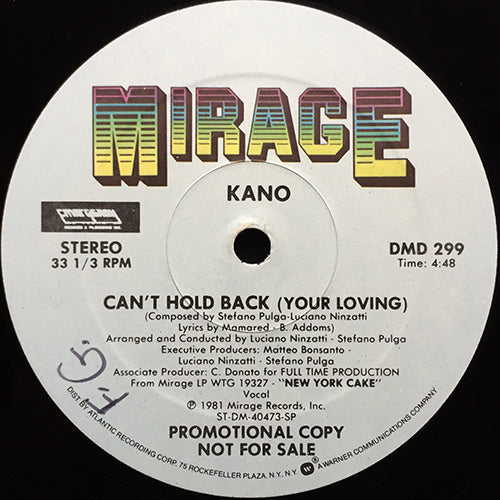 MIRAGE
KANO
STEREO
33 1/3 RPM
DMD 299
Time: 4:48
CAN'T HOLD BACK (YOUR LOVING)
(Composed by Stefano Pulga-Luciano Ninzatti
Lyrics by Mamared - B. Addoms)
Arranged and Conducted by Luciano Ninzatti - Stefano Pulga
Executive Producers: Matteo Bonsanto -
Luciano Ninzatti - Stefano Pulga
Associate Producer: C. Donato for FULL TIME PRODUCTION
From Mirage LP WTG 19327 - "NEW YORK CAKE"
Vocal
℗ 1981 Mirage Records, Inc.
ST-DM-40473-SP
PROMOTIONAL COPY
NOT FOR SALE
DIST BY ATLANTIC RECORDING CORP. 75 ROCKEFELLER PLAZA, N.Y., N.Y. A WARNER COMMUNICATIONS COMPANY